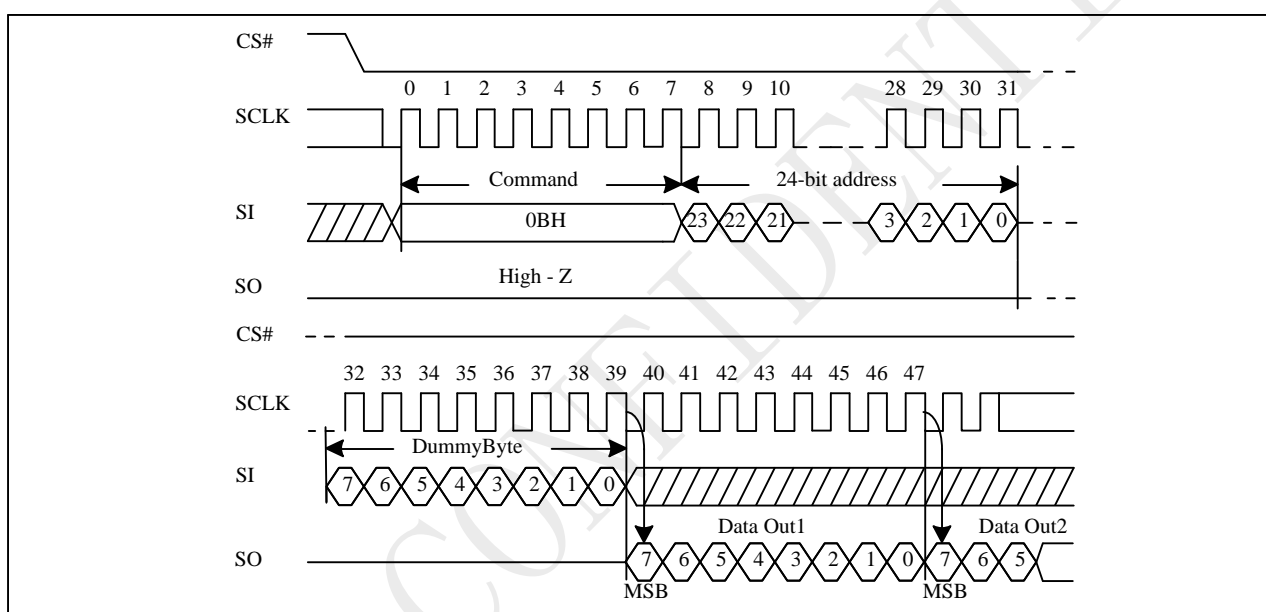 CS#
0 1 2 3 4 5 6 7 8 9 10 28 29 30 31
SCLK
Command 24-bit address
SI 0BH 23 22 21 3 2 1 0
High - Z
SO
CS#
32 33 34 35 36 37 38 39 40 41 42 43 44 45 46 47
SCLK
DummyByte
SI 7 6 5 4 3 2 1 0
Data Out1 Data Out2
SO 7 6 5 4 3 2 1 0 7 6 5
MSB MSB
CONFIDENT